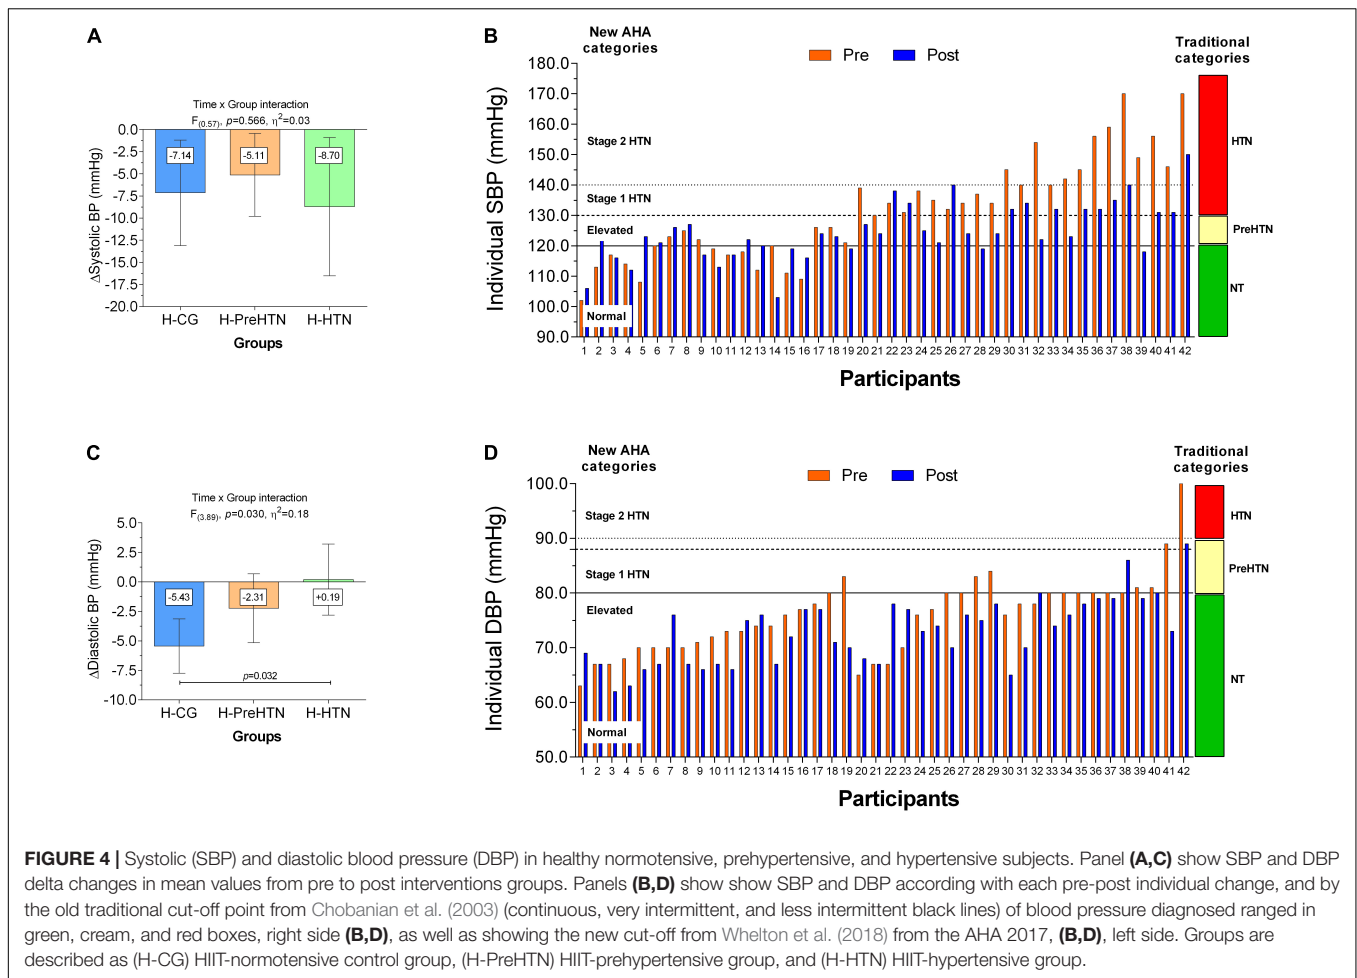 A
Time x Group interaction
F(0.57), p=0.566, η2=0.03
0.0
-2.5
-5.0
-7.5
-10.0
-12.5
-15.0
-17.5
-20.0
ΔSystolic BP (mmHg)
-7.14
-5.11
-8.70
H-CG H-PreHTN H-HTN
Groups
B
New AHA
categories
Pre Post
Traditional
categories
180.0
170.0
160.0
150.0
140.0
130.0
120.0
110.0
100.0
90.0
Individual SBP (mmHg)
Stage 2 HTN
Stage 1 HTN
Elevated
Normal
HTN
PreHTN
NT
1 2 3 4 5 6 7 8 9 10 11 12 13 14 15 16 17 18 19 20 21 22 23 24 25 26 27 28 29 30 31 32 33 34 35 36 37 38 39 40 41 42
Participants
C
Time x Group interaction
F(3.89), p=0.030, η2=0.18
5.0
2.5
0.0
-2.5
-5.0
-7.5
-10.0
ΔDiastolic BP (mmHg)
-5.43
-2.31
+0.19
p=0.032
H-CG H-PreHTN H-HTN
Groups
D
New AHA
categories
Pre Post
Traditional
categories
100.0
90.0
80.0
70.0
60.0
50.0
Individual DBP (mmHg)
Stage 2 HTN
Stage 1 HTN
Elevated
Normal
HTN
PreHTN
NT
1 2 3 4 5 6 7 8 9 10 11 12 13 14 15 16 17 18 19 20 21 22 23 24 25 26 27 28 29 30 31 32 33 34 35 36 37 38 39 40 41 42
Participants
FIGURE 4 | Systolic (SBP) and diastolic blood pressure (DBP) in healthy normotensive, prehypertensive, and hypertensive subjects. Panel (A,C) show SBP and DBP
delta changes in mean values from pre to post interventions groups. Panels (B,D) show show SBP and DBP according with each pre-post individual change, and by
the old traditional cut-off point from Chobanian et al. (2003) (continuous, very intermittent, and less intermittent black lines) of blood pressure diagnosed ranged in
green, cream, and red boxes, right side (B,D), as well as showing the new cut-off from Whelton et al. (2018) from the AHA 2017, (B,D), left side. Groups are
described as (H-CG) HIIT-normotensive control group, (H-PreHTN) HIIT-prehypertensive group, and (H-HTN) HIIT-hypertensive group.